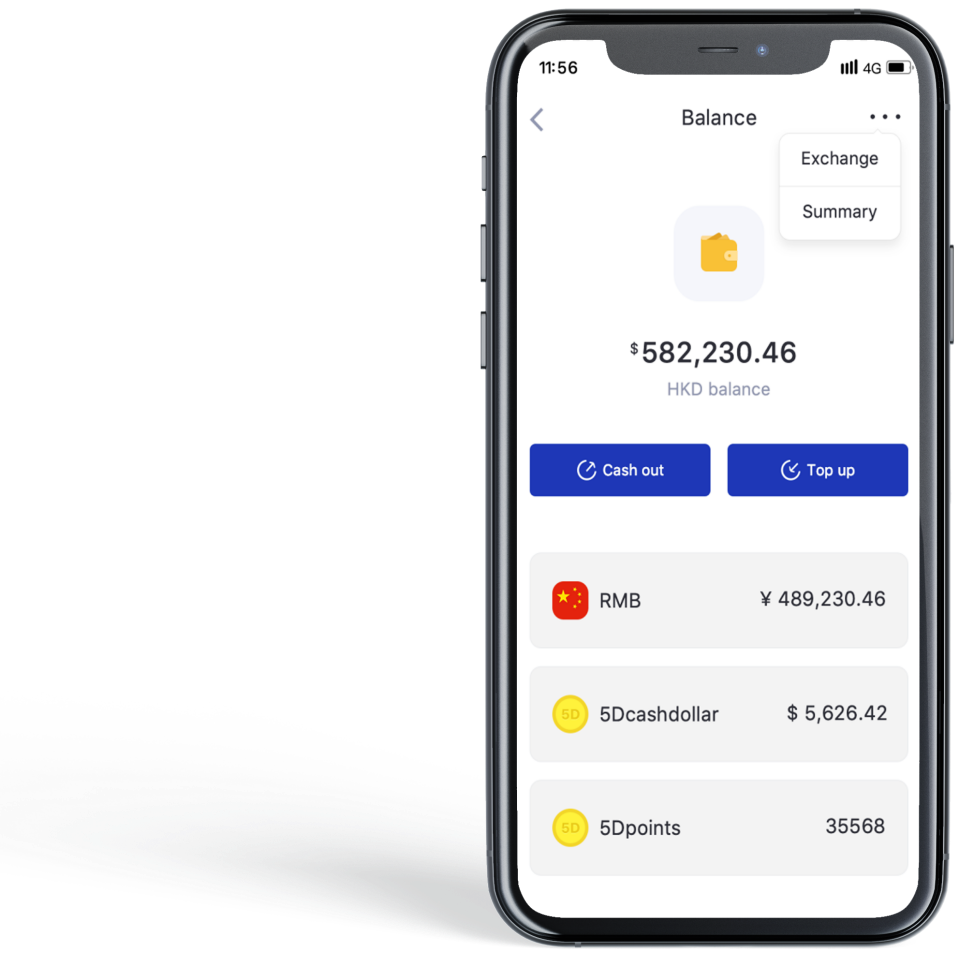 11:56
4G
Balance
Exchange
Summary
$582,230.46
HKD balance
Cash out
Top up
RMB
¥ 489,230.46
5D
5Dcashdollar
$ 5,626.42
5D
5Dpoints
35568